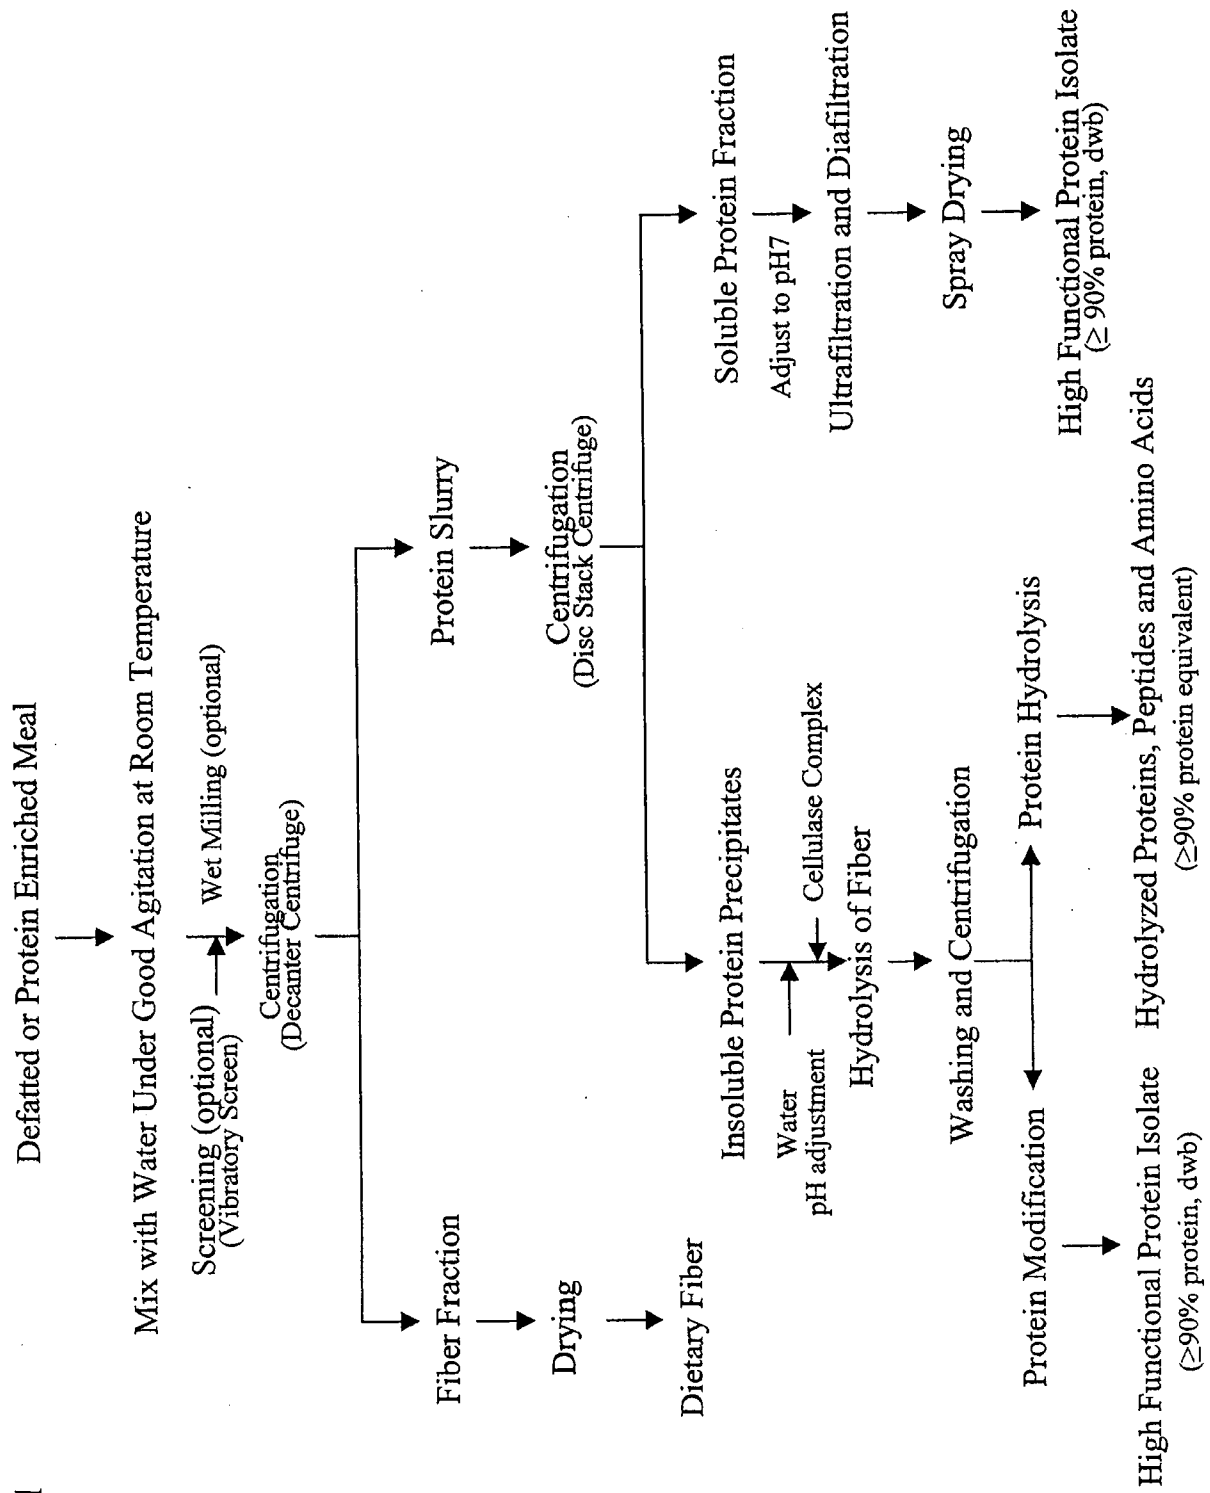 Defatted or Protein Enriched Meal
Mix with Water Under Good Agitation at Room Temperature
Screening (optional)
(Vibratory Screen)
Wet Milling (optional)
Centrifugation
(Decanter Centrifuge)
Fiber Fraction
Protein Slurry
Drying
Centrifugation
(Disc Stack Centrifuge)
Dietary Fiber
Insoluble Protein Precipitates
Soluble Protein Fraction
Water
pH adjustment
Cellulase Complex
Adjust to pH7
Hydrolysis of Fiber
Ultrafiltration and Diafiltration
Washing and Centrifugation
Spray Drying
Protein Modification
Protein Hydrolysis
High Functional Protein Isolate
(≥ 90% protein, dwb)
High Functional Protein Isolate
(≥90% protein, dwb)
Hydrolyzed Proteins, Peptides and Amino Acids
(≥90% protein equivalent)